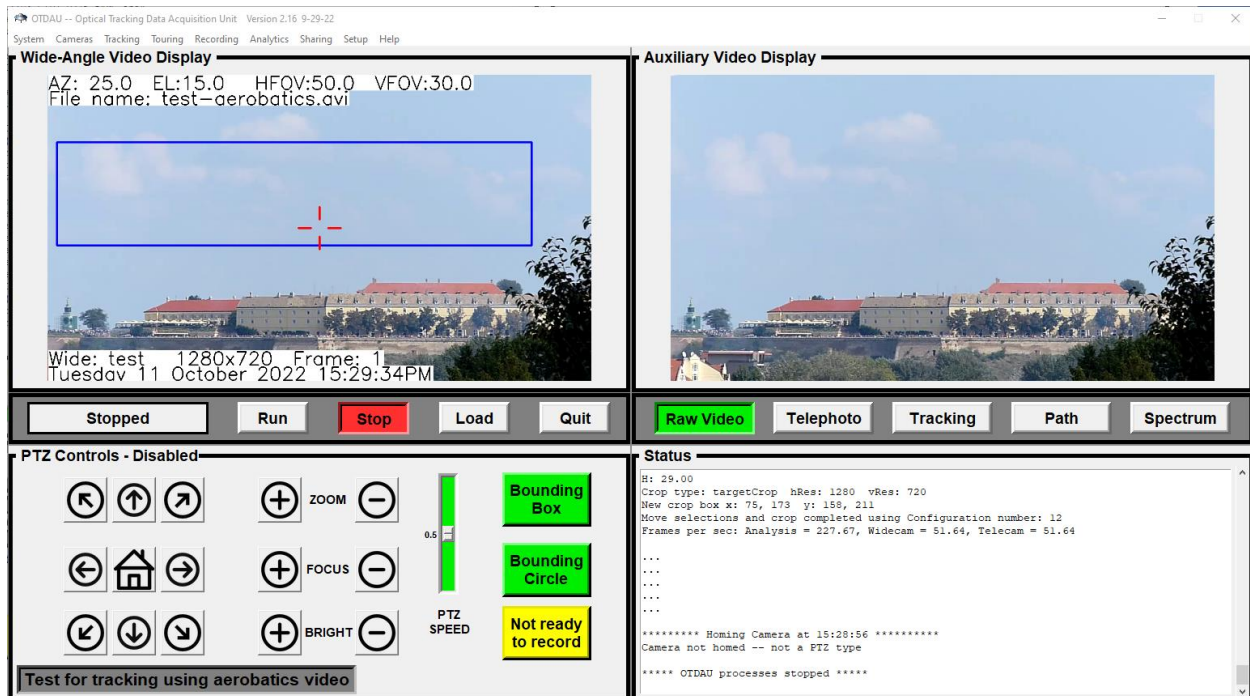 OTDAU -- Optical Tracking Data Acquisition Unit Version 2.16 9-29-22
System Cameras Tracking Touring Recording Analytics Sharing Setup Help
Wide-Angle Video Display
AZ: 25.0 EL:15.0 HFOV:50.0 VFOV:30.0
File name: test-aerobatics.avi
Wide: test 1280x720 Frame: 1
Tuesday 11 October 2022 15:29:34PM
Auxiliary Video Display
Stopped Run Stop Load Quit
Raw Video Telephoto Tracking Path Spectrum
PTZ Controls - Disabled
ZOOM
FOCUS
BRIGHT
0.5
PTZ
SPEED
Bounding
Box
Bounding
Circle
Not ready
to record
Test for tracking using aerobatics video
Status
H: 29.00
Crop type: targetCrop hRes: 1280 vRes: 720
New crop box x: 75, 173 y: 158, 211
Move selections and crop completed using Configuration number: 12
Frames per sec: Analysis = 227.67, Widecam = 51.64, Telecam = 51.64
...
...
...
...
...
********* Homing Camera at 15:28:56 **********
Camera not homed -- not a PTZ type
***** OTDAU processes stopped *****